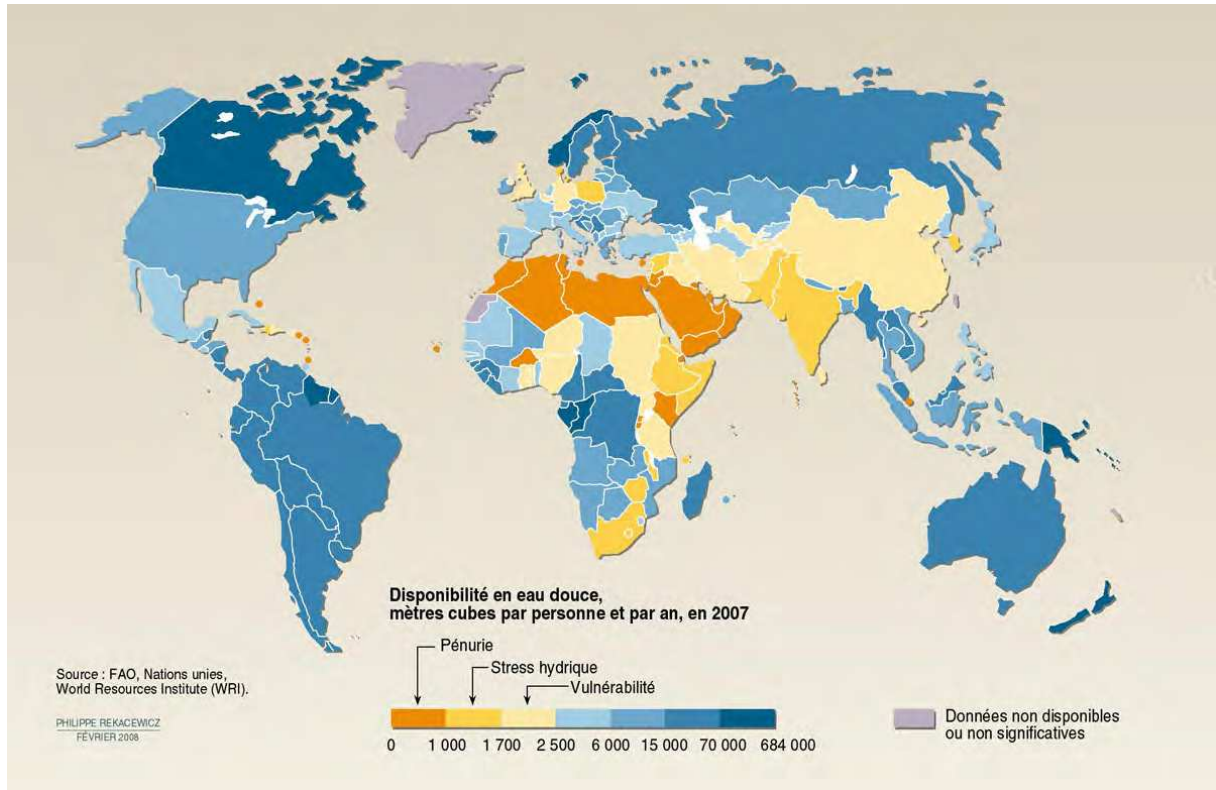 Disponibilité en eau douce,
mètres cubes par personne et par an, en 2007
Pénurie
Stress hydrique
Vulnérabilité
0 1 000 1 700 2 500 6 000 15 000 70 000 684 000
Données non disponibles
ou non significatives
Source : FAO, Nations unies,
World Resources Institute (WRI).
PHILIPPE REKACEWICZ
FÉVRIER 2008